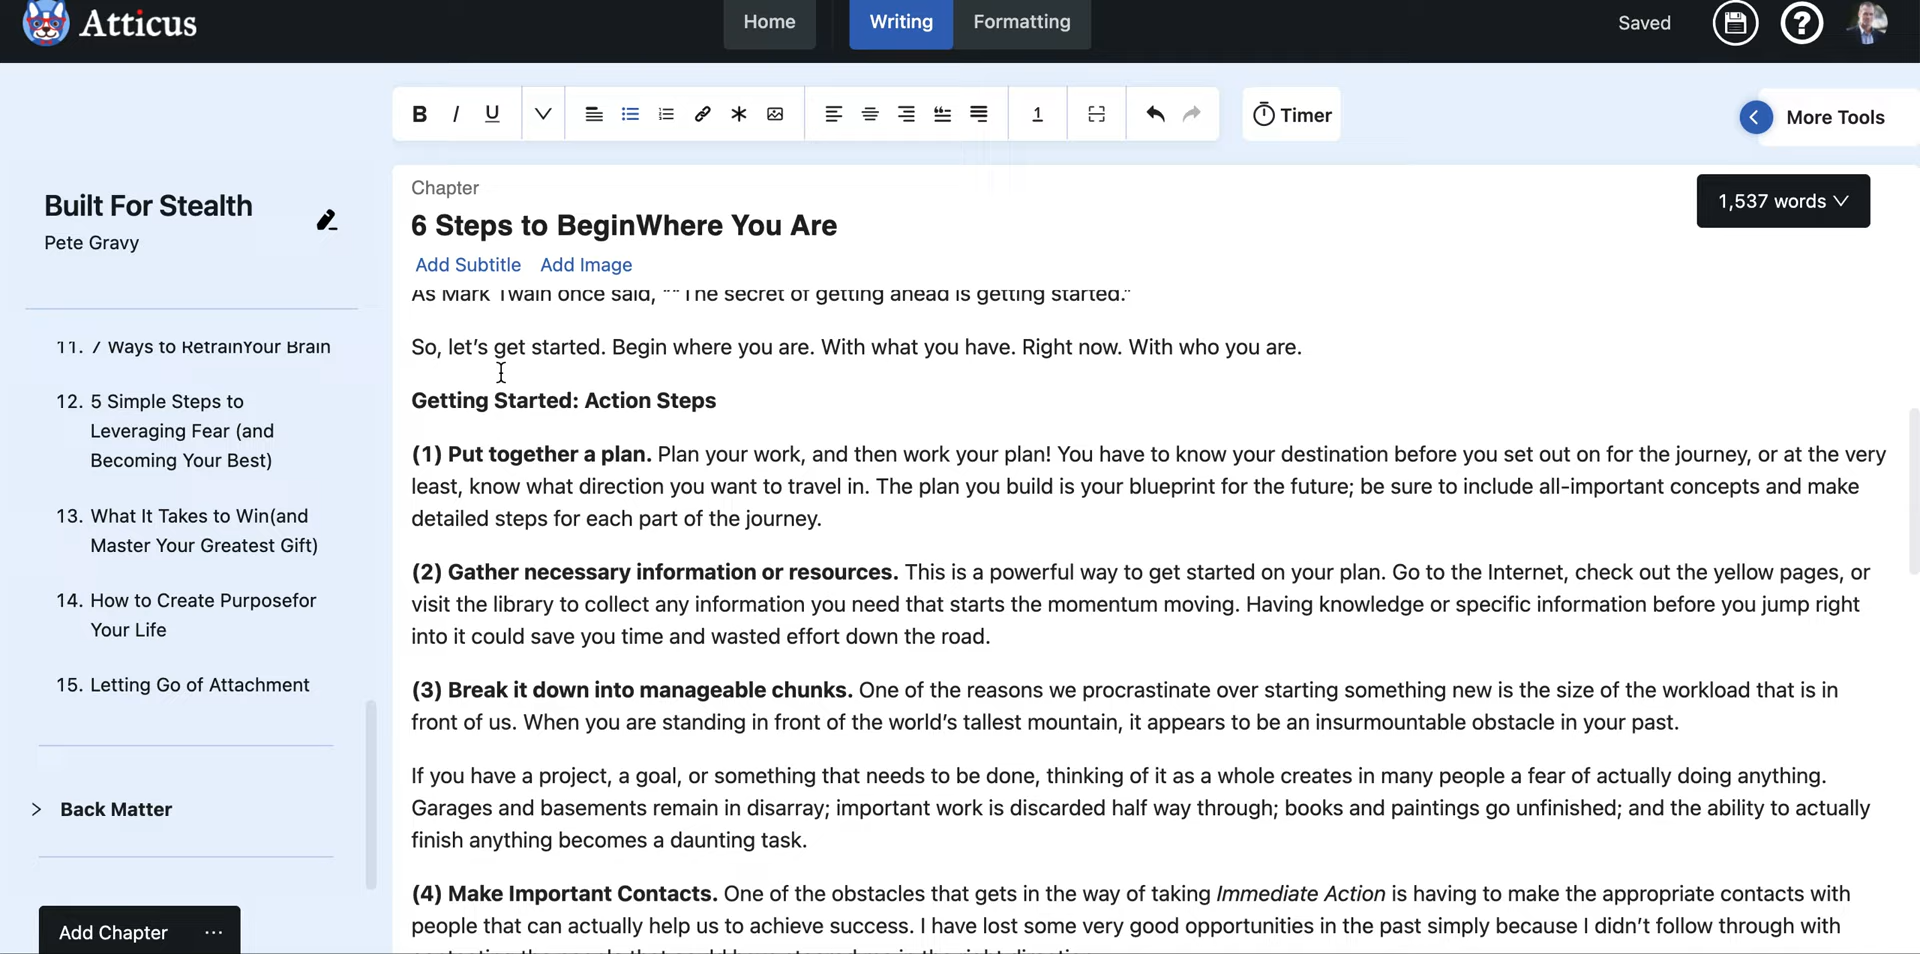 Atticus
Home
Writing
Formatting
Saved
?
B I U
1
Timer
More Tools
Built For Stealth
Pete Gravy
11. 7 Ways to RetrainYour Brain
12. 5 Simple Steps to
Leveraging Fear (and
Becoming Your Best)
13. What It Takes to Win(and
Master Your Greatest Gift)
14. How to Create Purposefor
Your Life
15. Letting Go of Attachment
> Back Matter
Add Chapter ...
Chapter
1,537 words
6 Steps to BeginWhere You Are
Add Subtitle Add Image
As Mark Twain once said, "“The secret of getting ahead is getting started.”
So, let’s get started. Begin where you are. With what you have. Right now. With who you are.
Getting Started: Action Steps
(1) Put together a plan. Plan your work, and then work your plan! You have to know your destination before you set out on for the journey, or at the very
least, know what direction you want to travel in. The plan you build is your blueprint for the future; be sure to include all-important concepts and make
detailed steps for each part of the journey.
(2) Gather necessary information or resources. This is a powerful way to get started on your plan. Go to the Internet, check out the yellow pages, or
visit the library to collect any information you need that starts the momentum moving. Having knowledge or specific information before you jump right
into it could save you time and wasted effort down the road.
(3) Break it down into manageable chunks. One of the reasons we procrastinate over starting something new is the size of the workload that is in
front of us. When you are standing in front of the world’s tallest mountain, it appears to be an insurmountable obstacle in your past.
If you have a project, a goal, or something that needs to be done, thinking of it as a whole creates in many people a fear of actually doing anything.
Garages and basements remain in disarray; important work is discarded half way through; books and paintings go unfinished; and the ability to actually
finish anything becomes a daunting task.
(4) Make Important Contacts. One of the obstacles that gets in the way of taking Immediate Action is having to make the appropriate contacts with
people that can actually help us to achieve success. I have lost some very good opportunities in the past simply because I didn’t follow through with